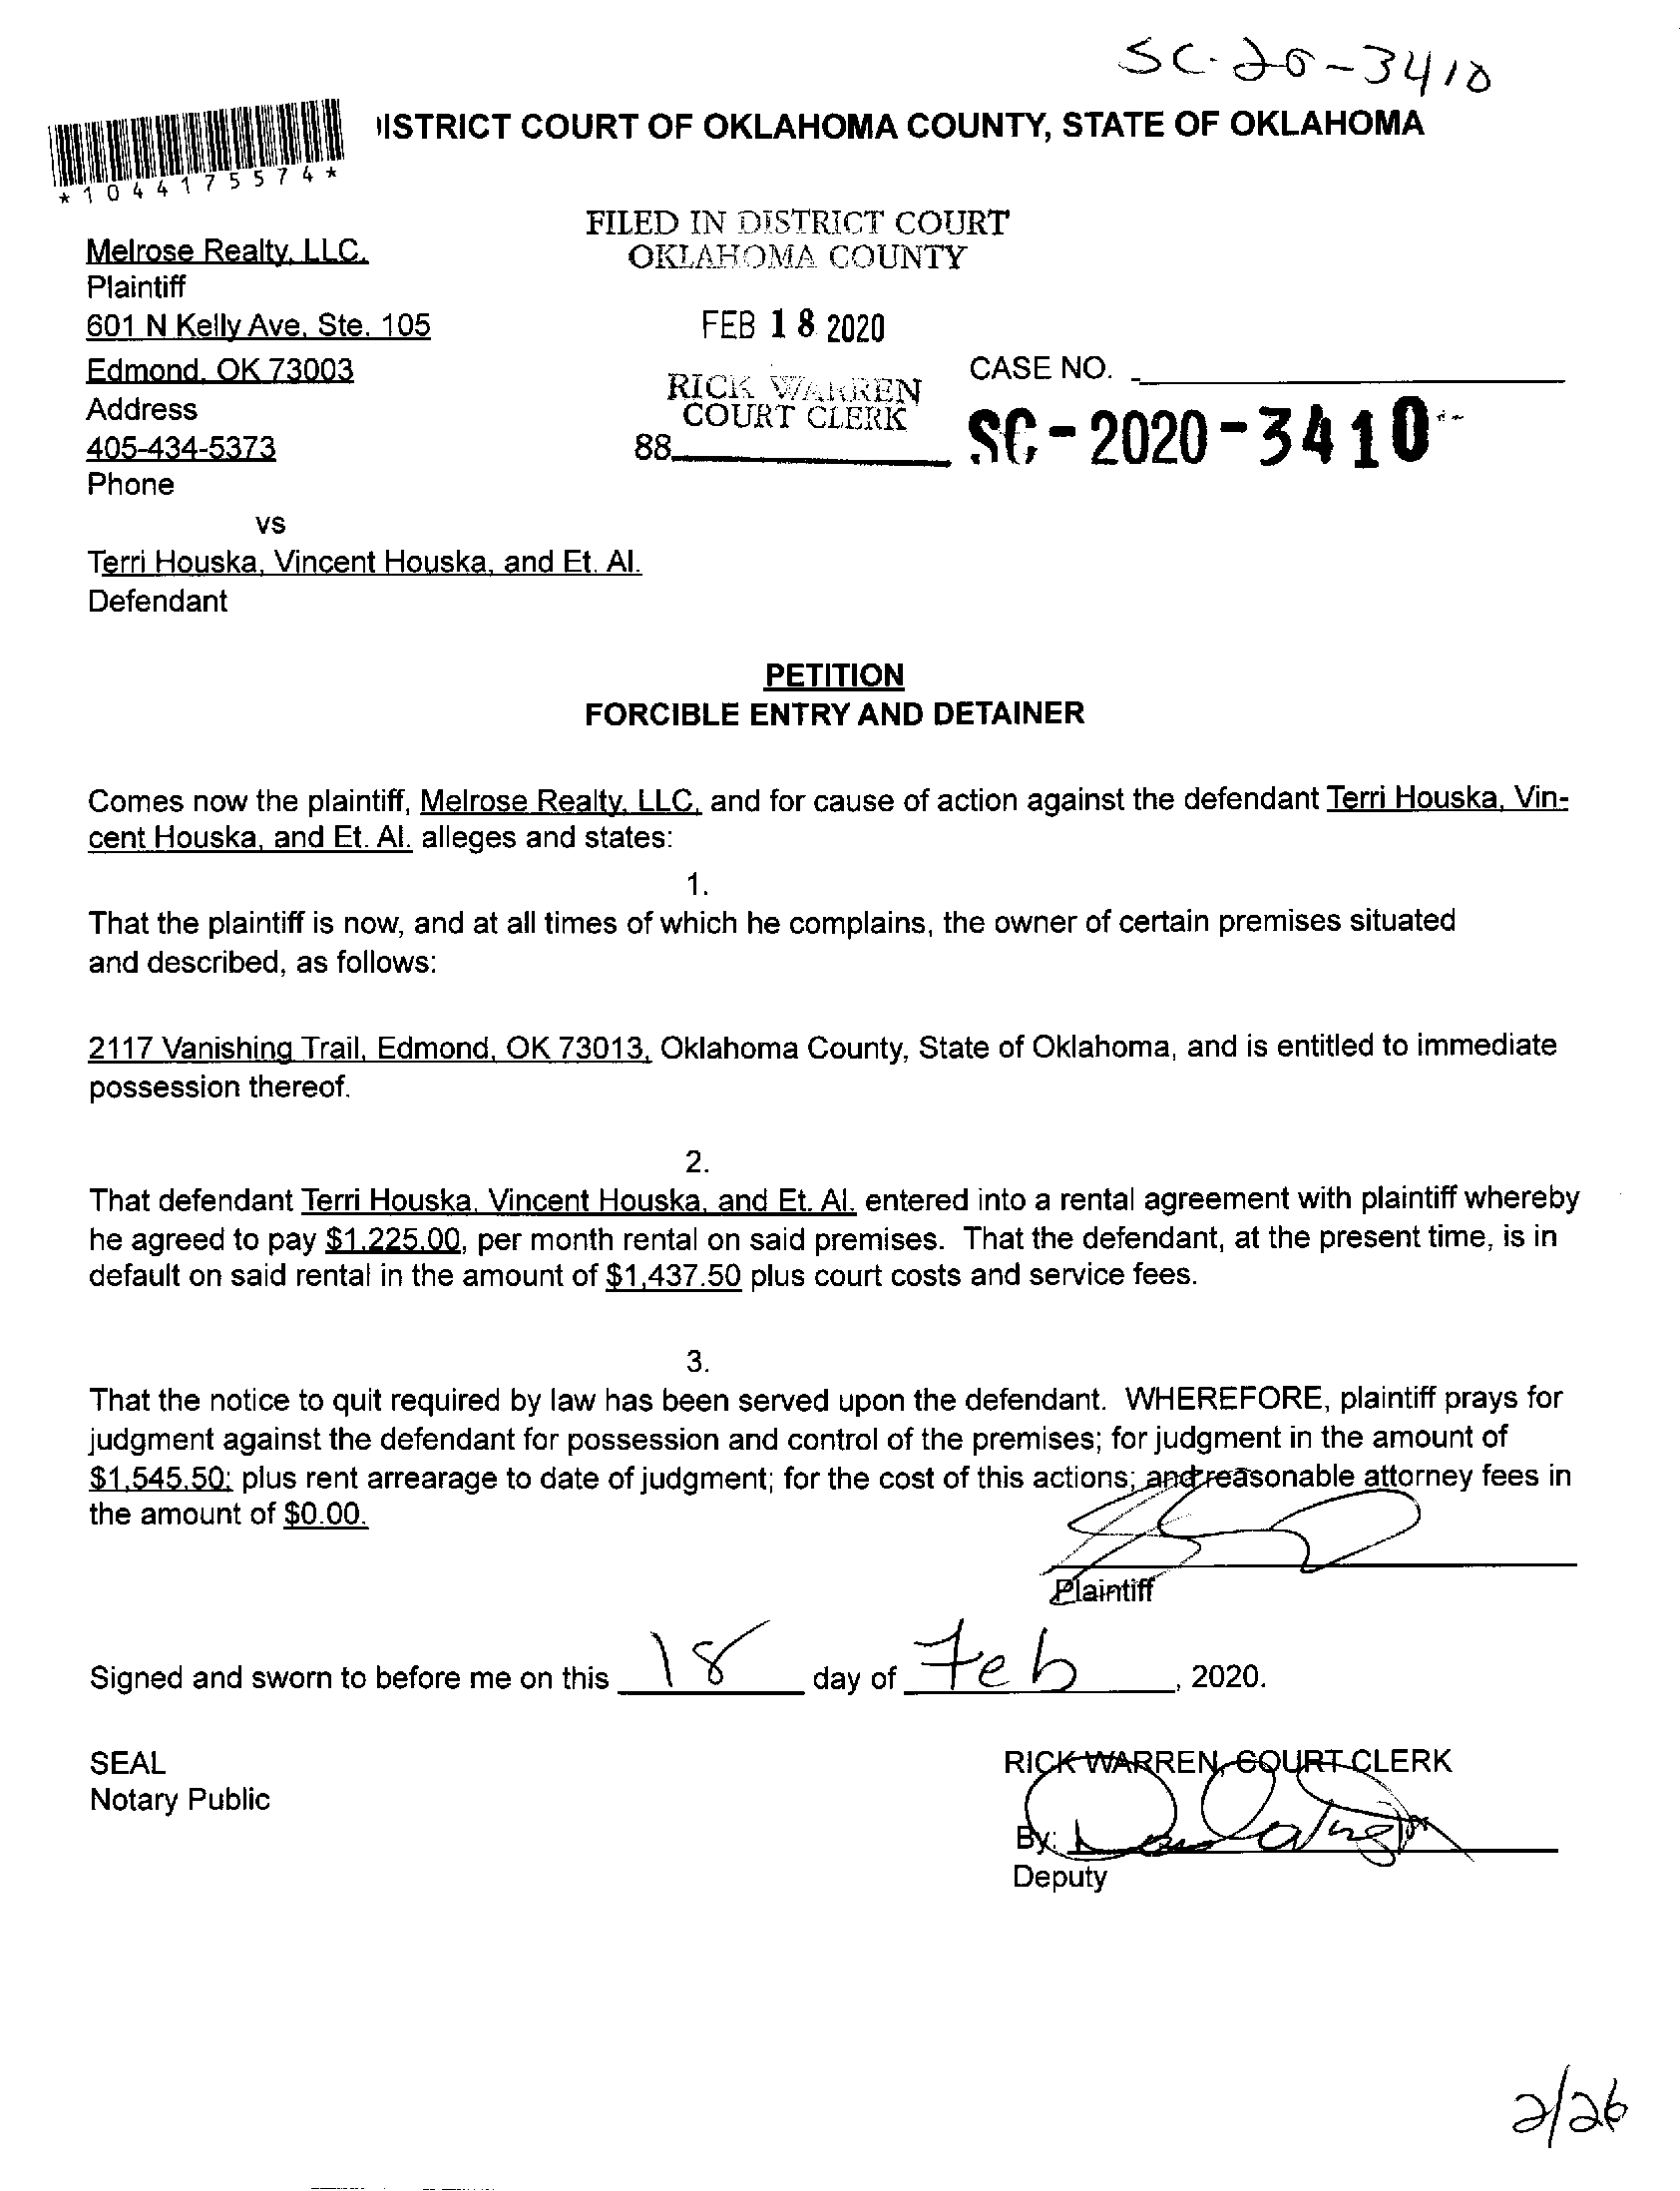 SC-20-3410
DISTRICT COURT OF OKLAHOMA COUNTY, STATE OF OKLAHOMA
*1044175574*
FILED IN DISTRICT COURT
OKLAHOMA COUNTY
Melrose Realty, LLC.
Plaintiff
601 N Kelly Ave, Ste. 105
FEB 18 2020
Edmond, OK 73003
CASE NO.
RICK WARREN
COURT CLERK
Address
SC-2020-3410
405-434-5373
88
Phone
vs
Terri Houska, Vincent Houska, and Et. Al.
Defendant
PETITION
FORCIBLE ENTRY AND DETAINER
Comes now the plaintiff, Melrose Realty, LLC, and for cause of action against the defendant Terri Houska, Vin-
cent Houska, and Et. Al. alleges and states:
1.
That the plaintiff is now, and at all times of which he complains, the owner of certain premises situated
and described, as follows:
2117 Vanishing Trail, Edmond, OK 73013, Oklahoma County, State of Oklahoma, and is entitled to immediate
possession thereof.
2.
That defendant Terri Houska, Vincent Houska, and Et. Al. entered into a rental agreement with plaintiff whereby
he agreed to pay $1,225.00, per month rental on said premises. That the defendant, at the present time, is in
default on said rental in the amount of $1,437.50 plus court costs and service fees.
3.
That the notice to quit required by law has been served upon the defendant. WHEREFORE, plaintiff prays for
judgment against the defendant for possession and control of the premises; for judgment in the amount of
$1,545.50; plus rent arrearage to date of judgment; for the cost of this actions; and reasonable attorney fees in
the amount of $0.00.
Plaintiff
Signed and sworn to before me on this 18 day of Feb, 2020.
SEAL
RICK WARREN, COURT CLERK
Notary Public
By:
Deputy
2/26